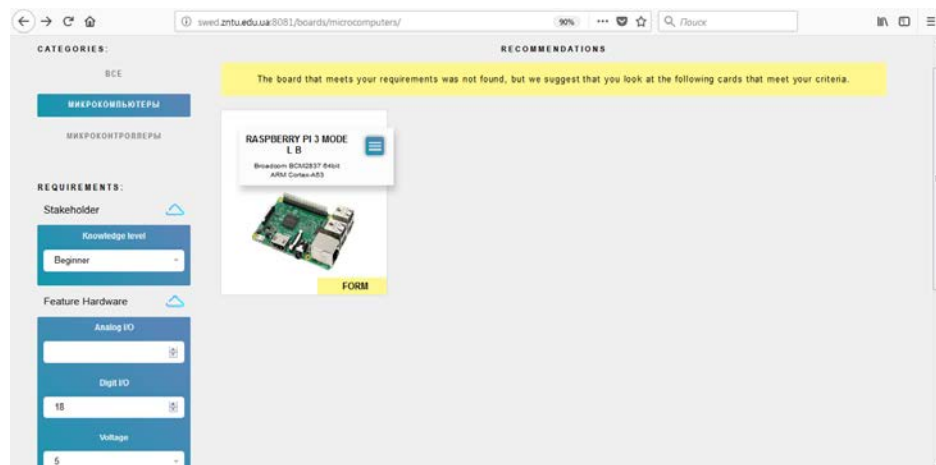 swed.zntu.edu.ua:8081/boards/microcomputers/
90%
Поиск
CATEGORIES:
ВСЕ
МИКРОКОМПЬЮТЕРЫ
МИКРОКОНТРОЛЛЕРЫ
REQUIREMENTS:
Stakeholder
Knowledge level
Beginner
Feature Hardware
Analog I/O
Digit I/O
18
Voltage
5
RECOMMENDATIONS
The board that meets your requirements was not found, but we suggest that you look at the following cards that meet your criteria.
RASPBERRY PI 3 MODE
L B
Broadcom BCM2837 64bit
ARM Cortex-A53
FORM